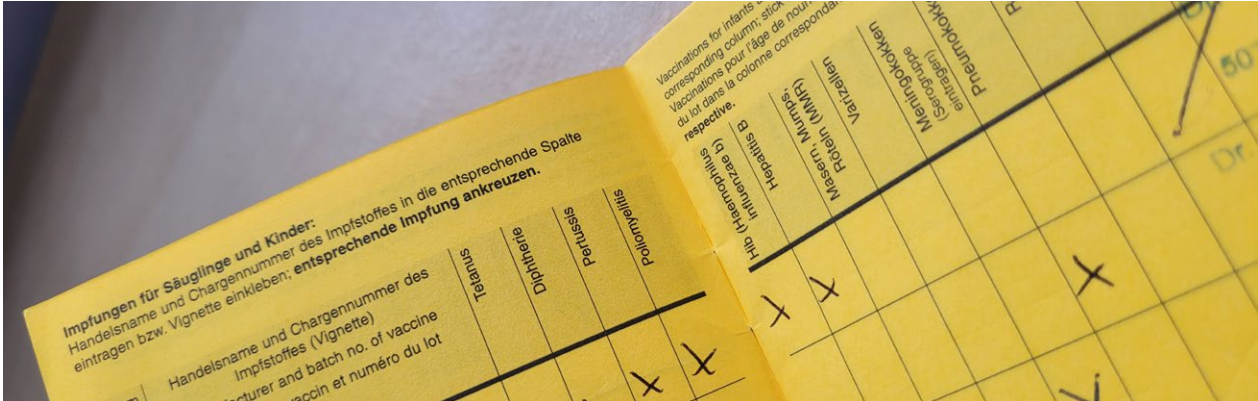 Impfungen für Säuglinge und Kinder:
Handelsname und Chargennummer des Impfstoffes in die entsprechende Spalte
eintragen bzw. Vignette einkleben; entsprechende Impfung ankreuzen.
Handelsname und Chargennummer des
Impfstoffes (Vignette)
and batch no. of vaccine
vaccin et numéro du lot
Tetanus
Diphtherie
Pertussis
Poliomyelitis
X X
Vaccinations for infants
corresponding column;
Vaccinations pour l'âge de
du lot dans la colonne
respective.
Hib (Haemophilus
influenzae b)
Hepatitis B
Masern, Mumps,
Röteln (MMR)
Varizellen
Meningokokken
(Serogruppe
eintragen)
Pneumokokken
X X X
50
Dr.